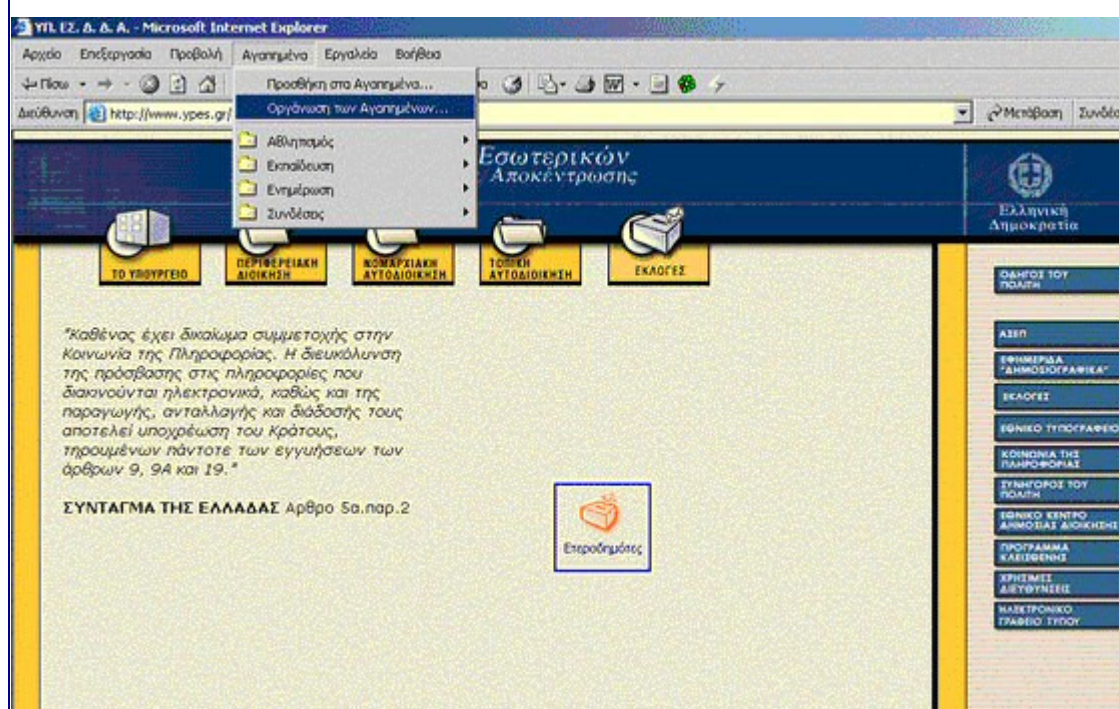 ΥΠ. ΕΣ. Δ. Δ. Α. - Microsoft Internet Explorer
Αρχείο Επεξεργασία Προβολή Αγαπημένα Εργαλεία Βοήθεια
Πίσω
Προσθήκη στα Αγαπημένα...
Οργάνωση των Αγαπημένων...
Διεύθυνση http://www.ypes.gr/
Μετάβαση
Αθλητισμός
Εκπαίδευση
Ενημέρωση
Συνδέσεις
Εσωτερικών
Αποκέντρωσης
Ελληνική
Δημοκρατία
ΤΟ ΥΠΟΥΡΓΕΙΟ
ΠΕΡΙΦΕΡΕΙΑΚΗ
ΔΙΟΙΚΗΣΗ
ΝΟΜΑΡΧΙΑΚΗ
ΑΥΤΟΔΙΟΙΚΗΣΗ
ΤΟΠΙΚΗ
ΑΥΤΟΔΙΟΙΚΗΣΗ
ΕΚΛΟΓΕΣ
"Καθένας έχει δικαίωμα συμμετοχής στην
Κοινωνία της Πληροφορίας. Η διευκόλυνση
της πρόσβασης στις πληροφορίες που
διακινούνται ηλεκτρονικά, καθώς και της
παραγωγής, ανταλλαγής και διάδοσής τους
αποτελεί υποχρέωση του Κράτους,
τηρουμένων πάντοτε των εγγυήσεων των
άρθρων 9, 9Α και 19."
ΣΥΝΤΑΓΜΑ ΤΗΣ ΕΛΛΑΔΑΣ Αρθρο 5α.παρ.2
Ετεροδημότες
ΟΔΗΓΟΣ ΤΟΥ
ΠΟΛΙΤΗ
ΑΣΕΠ
ΕΦΗΜΕΡΙΔΑ
"ΔΗΜΟΣΙΟΓΡΑΦΙΚΑ"
ΕΚΛΟΓΕΣ
ΕΘΝΙΚΟ ΤΥΠΟΓΡΑΦΕΙΟ
ΚΟΙΝΩΝΙΑ ΤΗΣ
ΠΛΗΡΟΦΟΡΙΑΣ
ΣΥΝΗΓΟΡΟΣ ΤΟΥ
ΠΟΛΙΤΗ
ΕΘΝΙΚΟ ΚΕΝΤΡΟ
ΔΗΜΟΣΙΑΣ ΔΙΟΙΚΗΣΗΣ
ΠΡΟΓΡΑΜΜΑ
ΚΛΕΙΣΘΕΝΗΣ
ΧΡΗΣΙΜΕΣ
ΔΙΕΥΘΥΝΣΕΙΣ
ΗΛΕΚΤΡΟΝΙΚΟ
ΓΡΑΦΕΙΟ ΤΥΠΟΥ